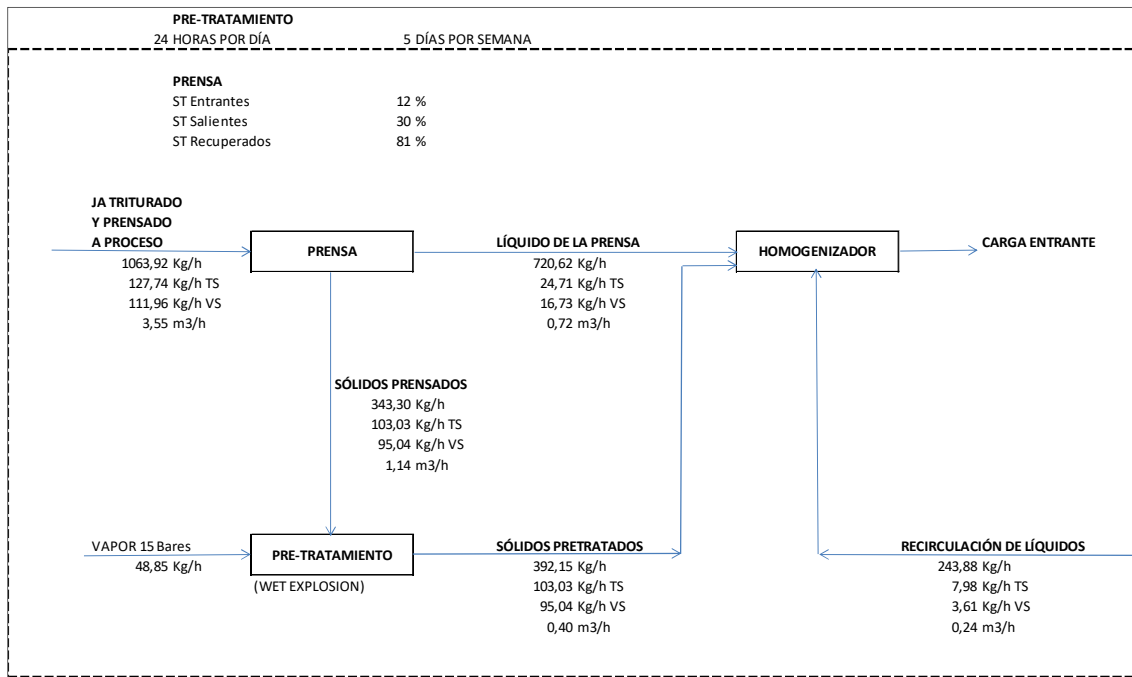 PRE-TRATAMIENTO
24 HORAS POR DÍA 5 DÍAS POR SEMANA
PRENSA
ST Entrantes 12 %
ST Salientes 30 %
ST Recuperados 81 %
JA TRITURADO
Y PRENSADO
A PROCESO
1063,92 Kg/h
127,74 Kg/h TS
111,96 Kg/h VS
3,55 m3/h
PRENSA
LÍQUIDO DE LA PRENSA
720,62 Kg/h
24,71 Kg/h TS
16,73 Kg/h VS
0,72 m3/h
HOMOGENIZADOR
CARGA ENTRANTE
SÓLIDOS PRENSADOS
343,30 Kg/h
103,03 Kg/h TS
95,04 Kg/h VS
1,14 m3/h
VAPOR 15 Bares
48,85 Kg/h
PRE-TRATAMIENTO
(WET EXPLOSION)
SÓLIDOS PRETRATADOS
392,15 Kg/h
103,03 Kg/h TS
95,04 Kg/h VS
0,40 m3/h
RECIRCULACIÓN DE LÍQUIDOS
243,88 Kg/h
7,98 Kg/h TS
3,61 Kg/h VS
0,24 m3/h